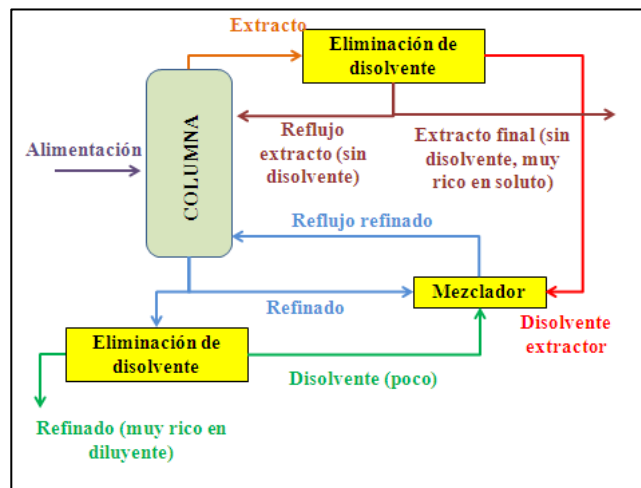 Extracto
Eliminación de
disolvente
Reflujo
extracto (sin
disolvente)
Extracto final (sin
disolvente, muy
rico en soluto)
Alimentación
COLUMNA
Reflujo refinado
Mezclador
Refinado
Disolvente
extractor
Eliminación de
disolvente
Disolvente (poco)
Refinado (muy rico en
diluyente)